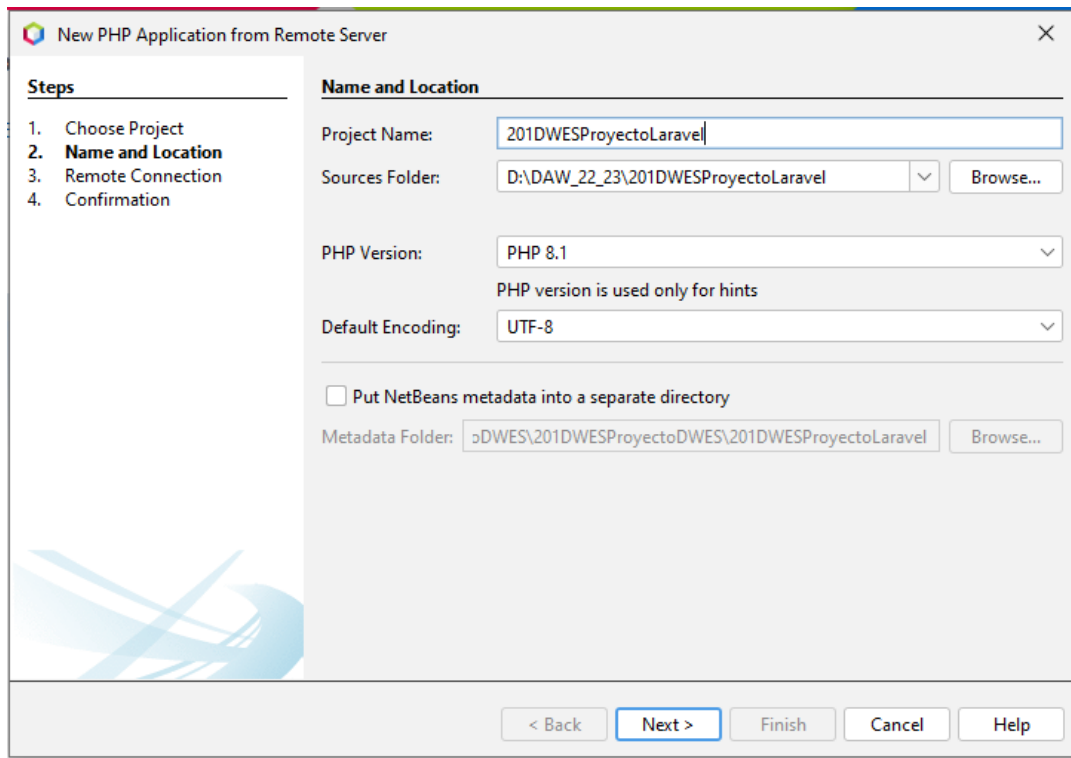 New PHP Application from Remote Server
Steps
1. Choose Project
2. Name and Location
3. Remote Connection
4. Confirmation
Name and Location
Project Name: 201DWESProyectoLaravel
Sources Folder: D:\DAW_22_23\201DWESProyectoLaravel Browse...
PHP Version: PHP 8.1
PHP version is used only for hints
Default Encoding: UTF-8
Put NetBeans metadata into a separate directory
Metadata Folder: oDWES\201DWESProyectoDWES\201DWESProyectoLaravel Browse...
< Back Next > Finish Cancel Help